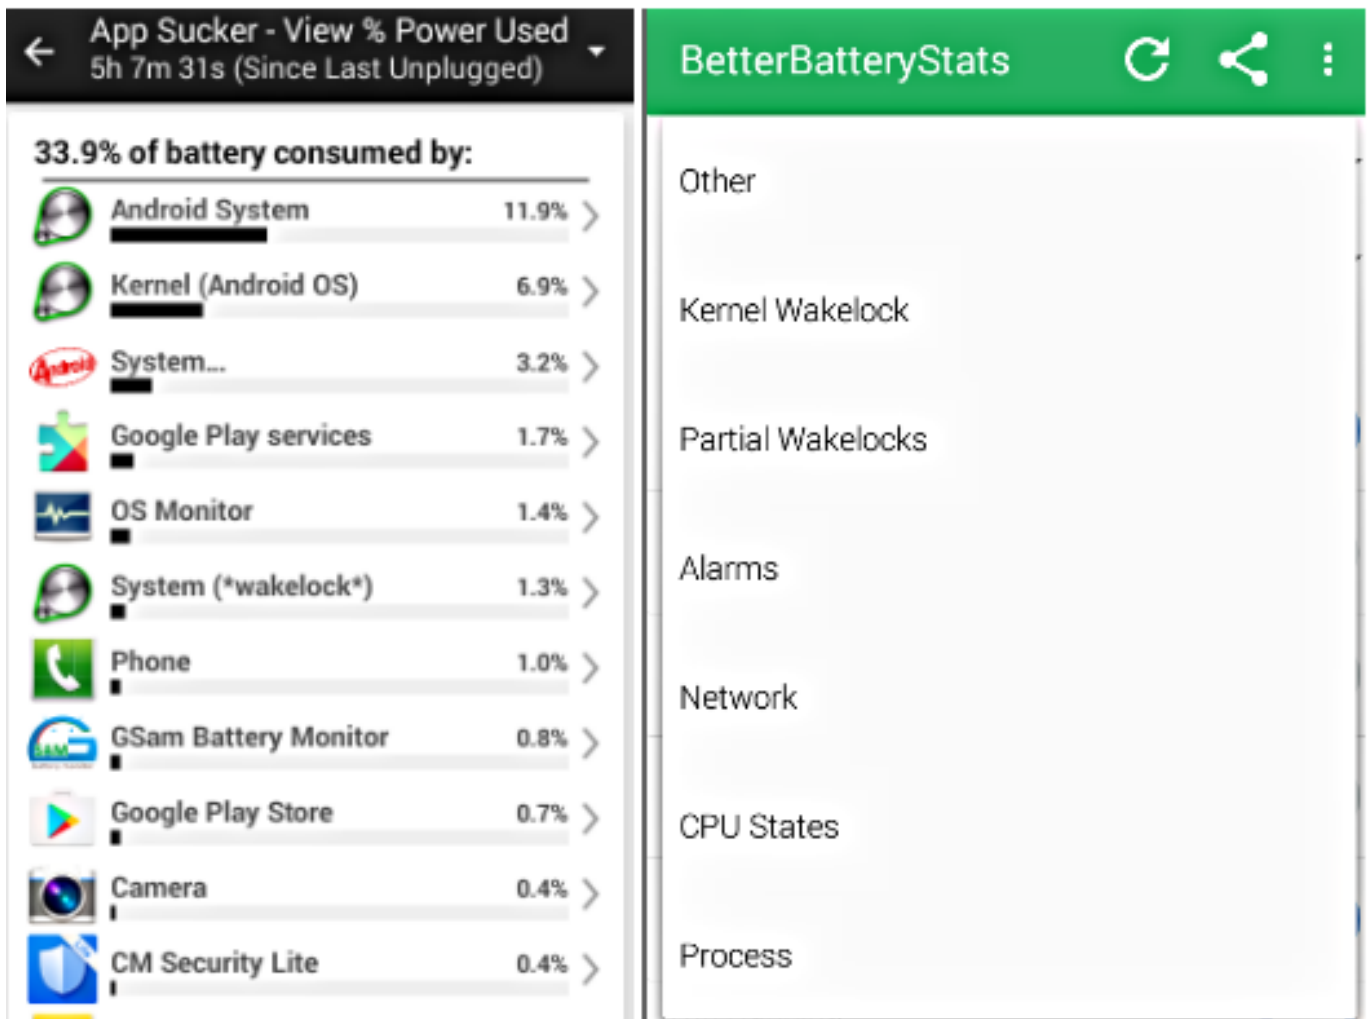 App Sucker - View % Power Used
5h 7m 31s (Since Last Unplugged)
33.9% of battery consumed by:
Android System 11.9%
Kernel (Android OS) 6.9%
Android System... 3.2%
Google Play services 1.7%
OS Monitor 1.4%
System (*wakelock*) 1.3%
Phone 1.0%
GSam Battery Monitor 0.8%
Google Play Store 0.7%
Camera 0.4%
CM Security Lite 0.4%
BetterBatteryStats
Other
Kernel Wakelock
Partial Wakelocks
Alarms
Network
CPU States
Process